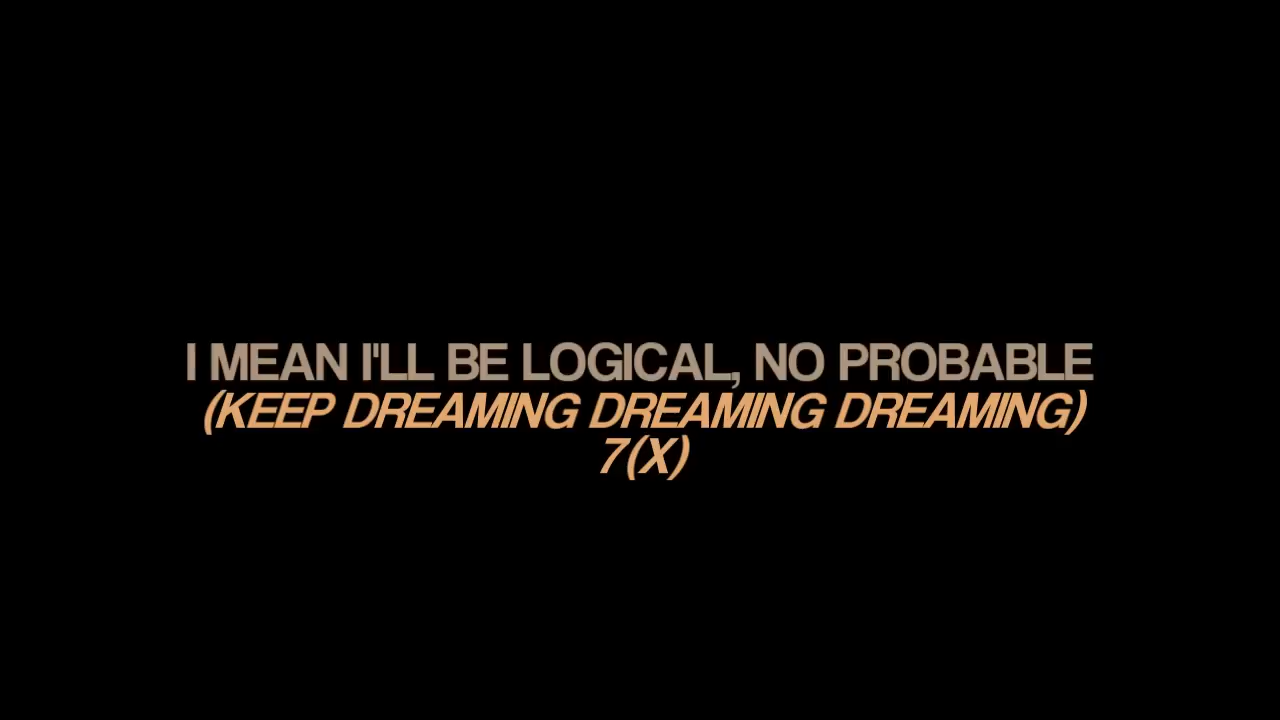 I MEAN I'LL BE LOGICAL, NO PROBABLE
(KEEP DREAMING DREAMING DREAMING)
7(X)